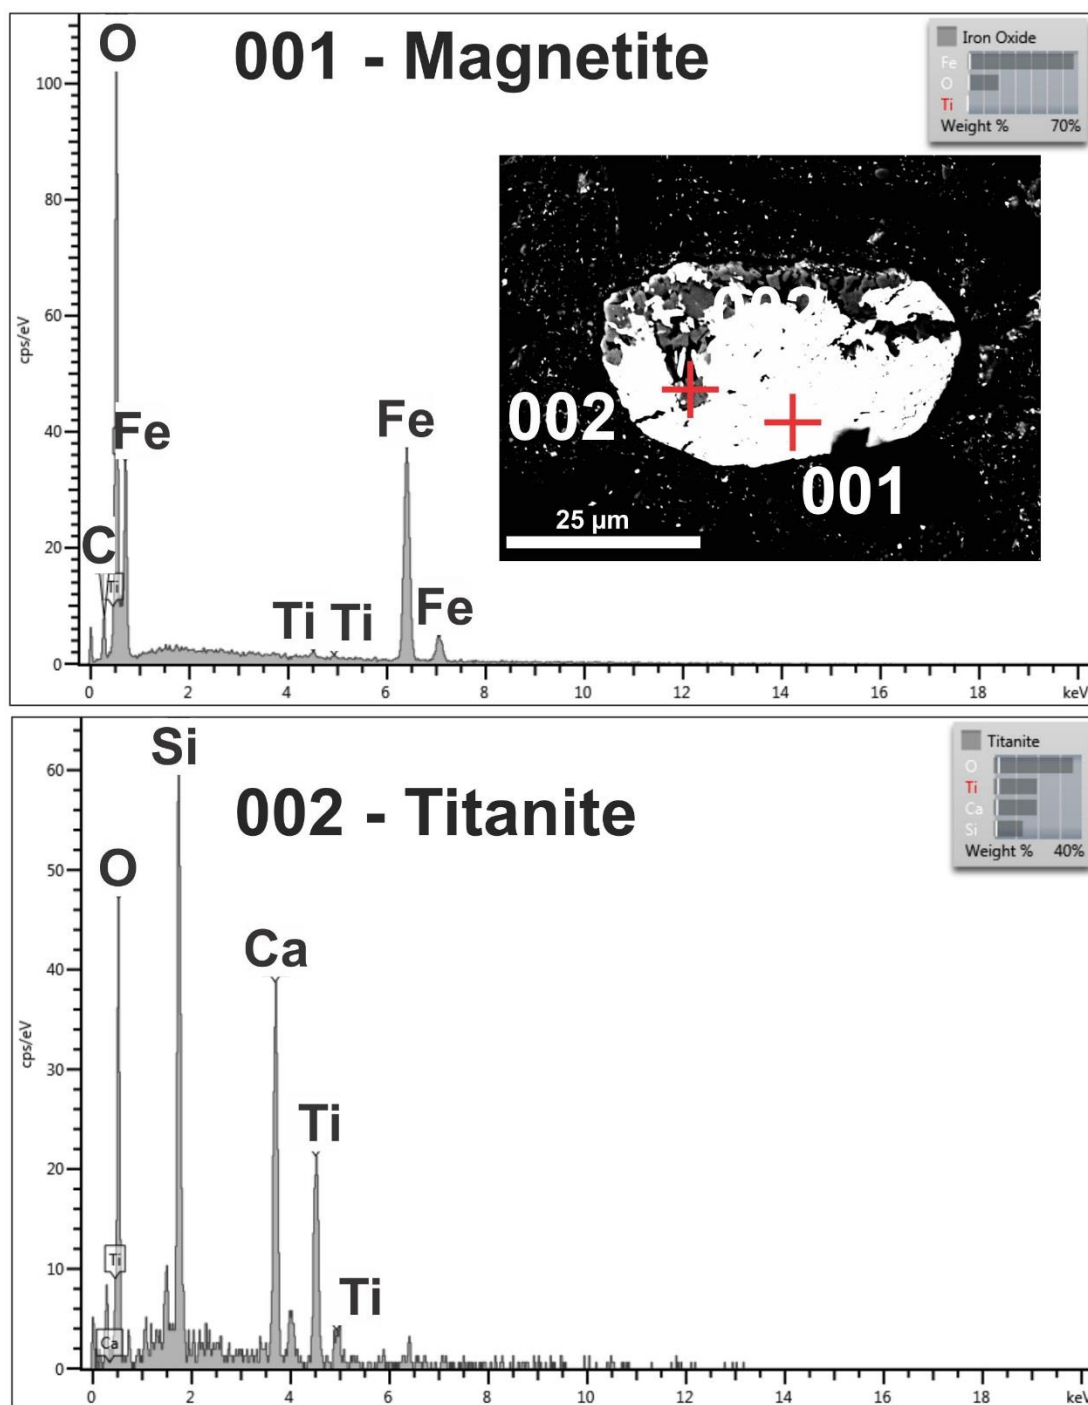 O
001 - Magnetite
Iron Oxide
Fe
O
Ti
Weight % 70%
100
80
60
40
20
0
cps/eV
Fe
C
Ti
Ti
Ti
Fe
Fe
002
001
25 µm
0 2 4 6 8 10 12 14 16 18 keV
Si
002 - Titanite
Titanite
O
Ti
Ca
Si
Weight % 40%
60
50
40
30
20
10
0
cps/eV
O
Ca
Ti
Ti
Ti
Ca
0 2 4 6 8 10 12 14 16 18 keV